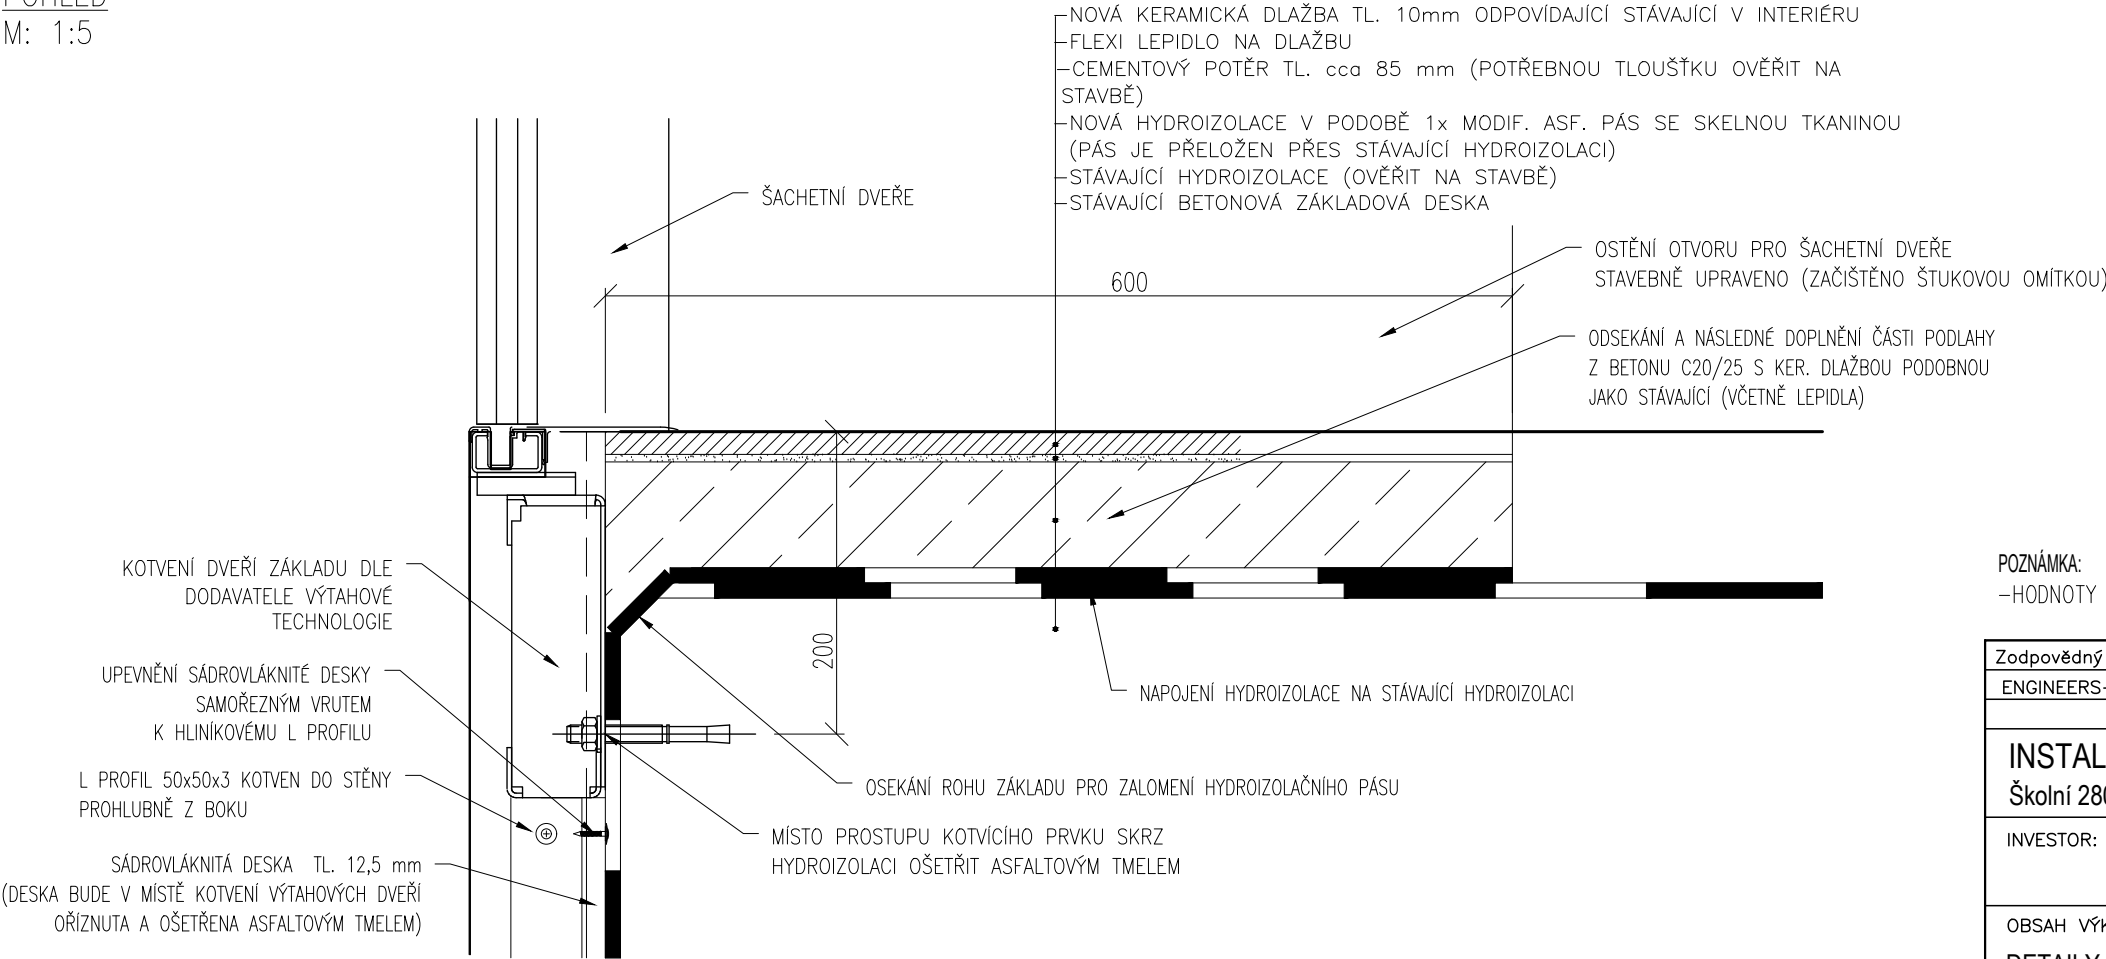 POHLED
M: 1:5
NOVÁ KERAMICKÁ DLAŽBA TL. 10mm ODPOVÍDAJÍCÍ STÁVAJÍCÍ V INTERIÉRU
FLEXI LEPIDLO NA DLAŽBU
CEMENTOVÝ POTĚR TL. cca 85 mm (POTŘEBNOU TLOUŠŤKU OVĚŘIT NA
STAVBĚ)
NOVÁ HYDROIZOLACE V PODOBĚ 1x MODIF. ASF. PÁS SE SKELNOU TKANINOU
(PÁS JE PŘELOŽEN PŘES STÁVAJÍCÍ HYDROIZOLACI)
STÁVAJÍCÍ HYDROIZOLACE (OVĚŘIT NA STAVBĚ)
STÁVAJÍCÍ BETONOVÁ ZÁKLADOVÁ DESKA
ŠACHETNÍ DVEŘE
600
OSTĚNÍ OTVORU PRO ŠACHETNÍ DVEŘE
STAVEBNĚ UPRAVENO (ZAČIŠTĚNO ŠTUKOVOU OMÍTKOU)
ODSEKÁNÍ A NÁSLEDNÉ DOPLNĚNÍ ČÁSTI PODLAHY
Z BETONU C20/25 S KER. DLAŽBOU PODOBNOU
JAKO STÁVAJÍCÍ (VČETNĚ LEPIDLA)
KOTVENÍ DVEŘÍ ZÁKLADU DLE
DODAVATELE VÝTAHOVÉ
TECHNOLOGIE
UPEVNĚNÍ SÁDROVLÁKNITÉ DESKY
SAMOŘEZNÝM VRUTEM
K HLINÍKOVÉMU L PROFILU
L PROFIL 50x50x3 KOTVEN DO STĚNY
PROHLUBNĚ Z BOKU
SÁDROVLÁKNITÁ DESKA TL. 12,5 mm
(DESKA BUDE V MÍSTĚ KOTVENÍ VÝTAHOVÝCH DVEŘÍ
OŘÍZNUTA A OŠETŘENA ASFALTOVÝM TMELEM)
200
NAPOJENÍ HYDROIZOLACE NA STÁVAJÍCÍ HYDROIZOLACI
OSEKÁNÍ ROHU ZÁKLADU PRO ZALOMENÍ HYDROIZOLAČNÍHO PÁSU
MÍSTO PROSTUPU KOTVÍCÍHO PRVKU SKRZ
HYDROIZOLACI OŠETŘIT ASFALTOVÝM TMELEM
POZNÁMKA:
-HODNOTY
Zodpovědný
ENGINEERS-
INSTAL
Školní 280
INVESTOR:
OBSAH VÝK
DETAILY